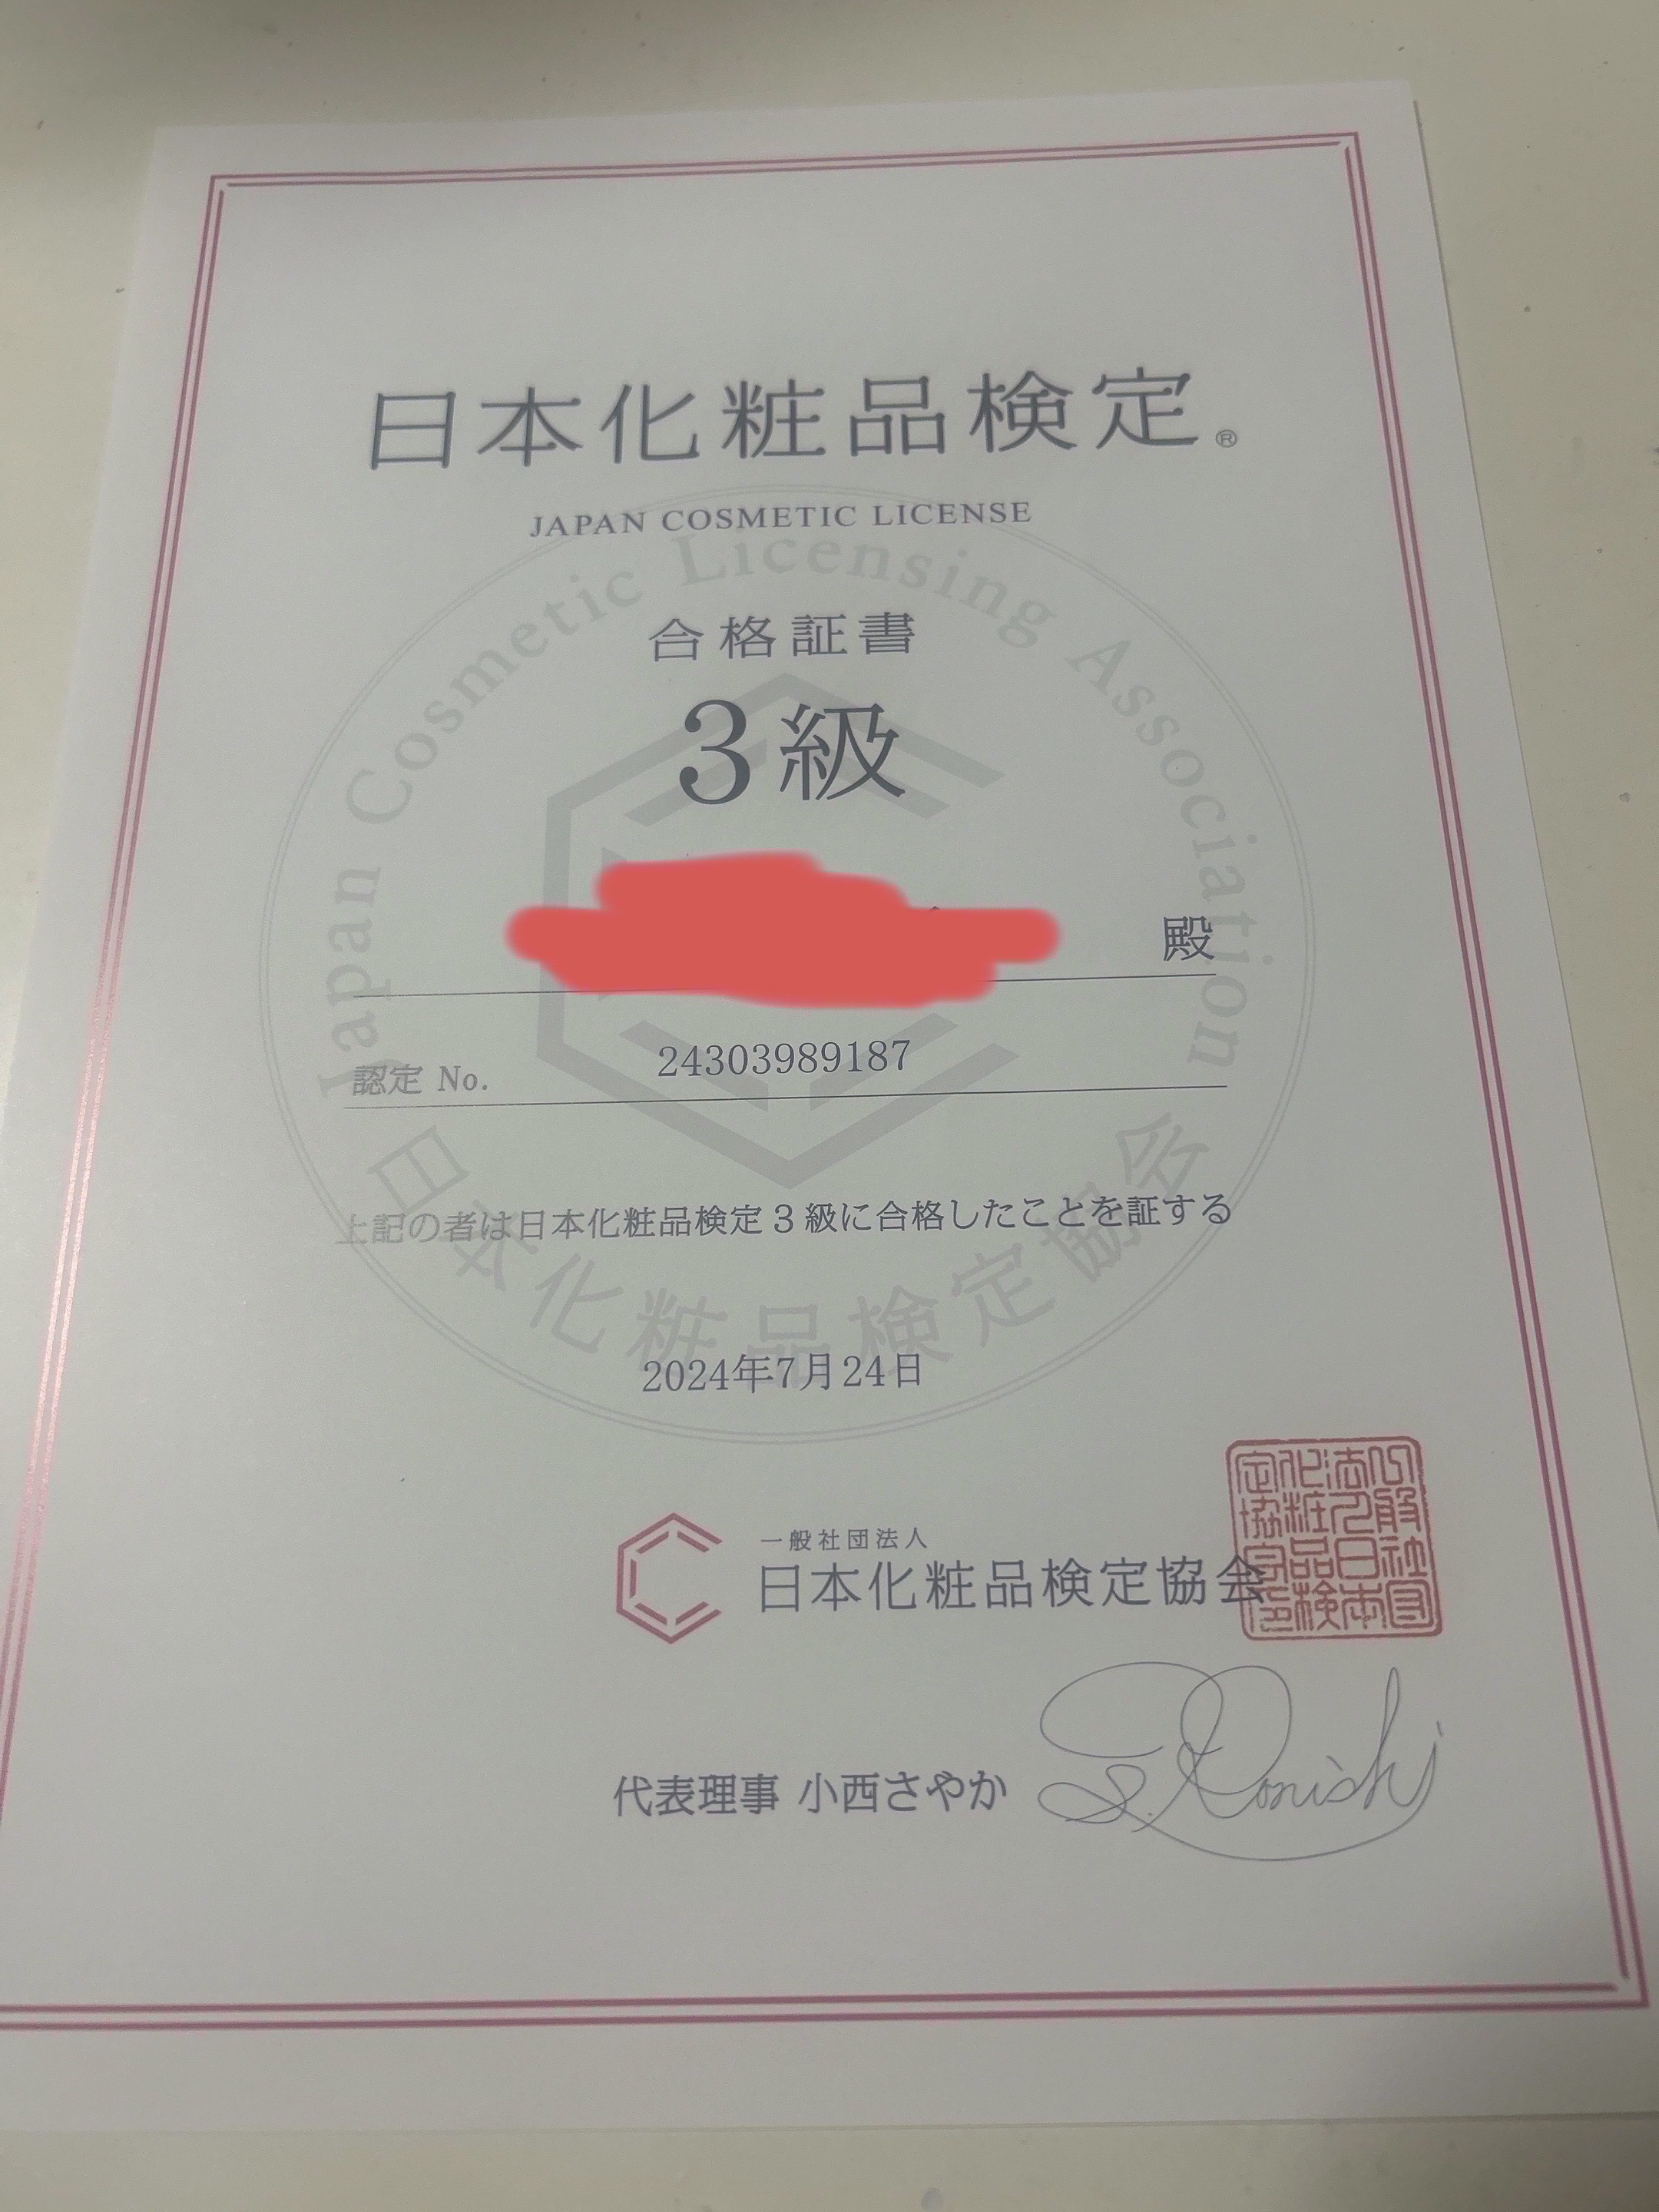 日本化粧品検定®
JAPAN COSMETIC LICENSE
Japan Cosmetic Licensing Association
合格証書
3級
殿
認定 No. 24303989187
上記の者は日本化粧品検定3級に合格したことを証する
日本化粧品検定協会
2024年7月24日
一般社団法人
日本化粧品検定協会
代表理事 小西さやか
S. Konishi